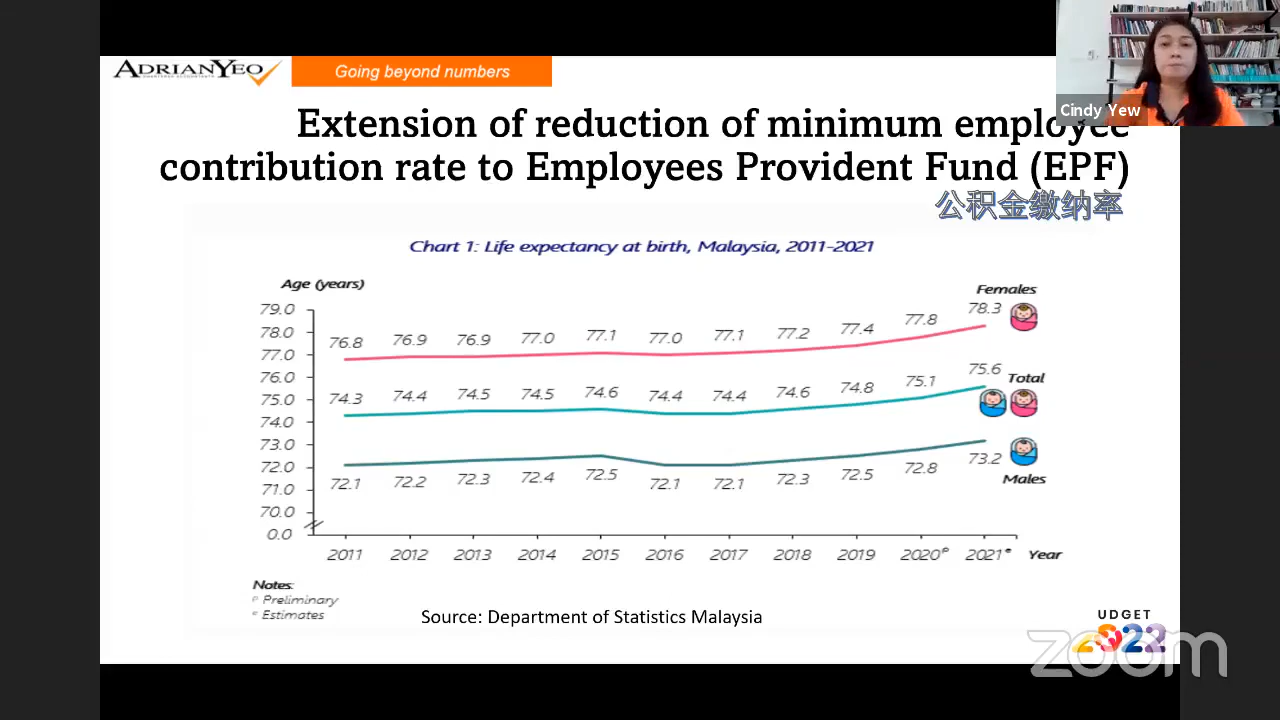 ADRIANYEO
CHARTERED ACCOUNTANTS
Going beyond numbers
Cindy Yew
Extension of reduction of minimum employee
contribution rate to Employees Provident Fund (EPF)
公积金缴纳率
Chart 1: Life expectancy at birth, Malaysia, 2011-2021
Age (years)
79.0
78.0
77.0
76.0
75.0
74.0
73.0
72.0
71.0
70.0
0.0
Females
76.8 76.9 76.9 77.0 77.1 77.0 77.1 77.2 77.4 77.8 78.3
Total
74.3 74.4 74.5 74.5 74.6 74.4 74.4 74.6 74.8 75.1 75.6
72.1 72.2 72.3 72.4 72.5 72.1 72.1 72.3 72.5 72.8 73.2
Males
2011 2012 2013 2014 2015 2016 2017 2018 2019 2020ᵖ 2021ᵉ Year
Notes:
ᵖ Preliminary
ᵉ Estimates
Source: Department of Statistics Malaysia
UDGET
2022
zoom